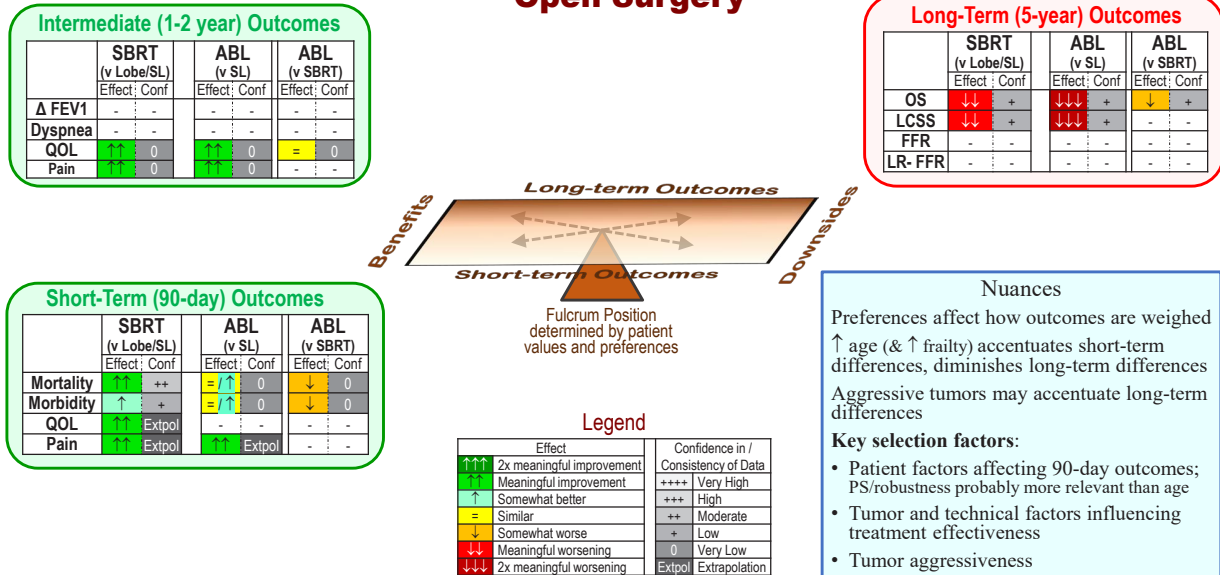 Open Surgery
Intermediate (1-2 year) Outcomes
SBRT ABL ABL
(v Lobe/SL) (v SL) (v SBRT)
Effect Conf Effect Conf Effect Conf
Δ FEV1 - - - - - -
Dyspnea - - - - - -
QOL ↑↑ 0 ↑↑ 0 = 0
Pain ↑↑ 0 ↑↑ 0 - -
Long-Term (5-year) Outcomes
SBRT ABL ABL
(v Lobe/SL) (v SL) (v SBRT)
Effect Conf Effect Conf Effect Conf
OS ↓↓ + ↓↓↓ + ↓ +
LCSS ↓↓ + ↓↓↓ + - -
FFR - - - - - -
LR- FFR - - - - - -
Long-term Outcomes
Benefits
Downsides
Short-term Outcomes
Fulcrum Position
determined by patient
values and preferences
Short-Term (90-day) Outcomes
SBRT ABL ABL
(v Lobe/SL) (v SL) (v SBRT)
Effect Conf Effect Conf Effect Conf
Mortality ↑↑ ++ = / ↑ 0 ↓ 0
Morbidity ↑ + = / ↑ 0 ↓ 0
QOL ↑↑ Extpol - - - -
Pain ↑↑ Extpol ↑↑ Extpol - -
Legend
Effect Confidence in /
Consistency of Data
↑↑↑ 2x meaningful improvement
↑↑ Meaningful improvement ++++ Very High
↑ Somewhat better +++ High
= Similar ++ Moderate
↓ Somewhat worse + Low
↓↓ Meaningful worsening 0 Very Low
↓↓↓ 2x meaningful worsening Extpol Extrapolation
Nuances
Preferences affect how outcomes are weighed
↑ age (& ↑ frailty) accentuates short-term
differences, diminishes long-term differences
Aggressive tumors may accentuate long-term
differences
Key selection factors:
• Patient factors affecting 90-day outcomes;
PS/robustness probably more relevant than age
• Tumor and technical factors influencing
treatment effectiveness
• Tumor aggressiveness